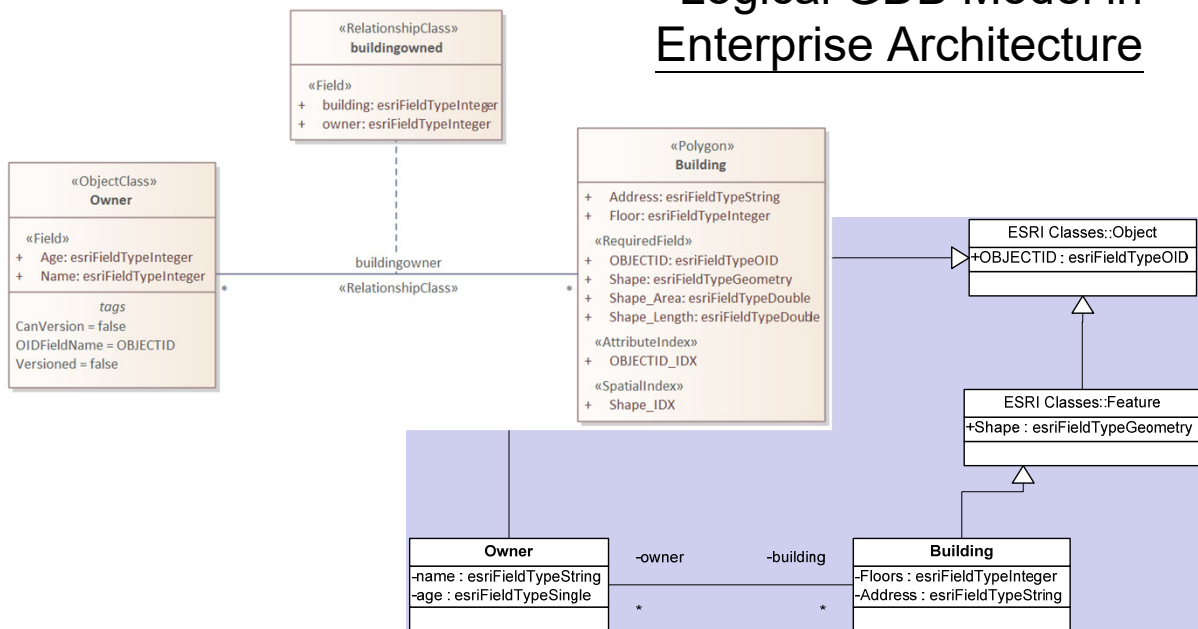 Logical GDB Model in
Enterprise Architecture
«RelationshipClass»
buildingowned
«Field»
+ building: esriFieldTypeInteger
+ owner: esriFieldTypeInteger
«ObjectClass»
Owner
«Field»
+ Age: esriFieldTypeInteger
+ Name: esriFieldTypeInteger
tags
CanVersion = false
OIDFieldName = OBJECTID
Versioned = false
buildingowner
«RelationshipClass»
* *
«Polygon»
Building
+ Address: esriFieldTypeString
+ Floor: esriFieldTypeInteger
«RequiredField»
+ OBJECTID: esriFieldTypeOID
+ Shape: esriFieldTypeGeometry
+ Shape_Area: esriFieldTypeDouble
+ Shape_Length: esriFieldTypeDouble
«AttributeIndex»
+ OBJECTID_IDX
«SpatialIndex»
+ Shape_IDX
ESRI Classes::Object
+OBJECTID : esriFieldTypeOID
ESRI Classes::Feature
+Shape : esriFieldTypeGeometry
Owner
-name : esriFieldTypeString
-age : esriFieldTypeSingle
-owner -building
* *
Building
-Floors : esriFieldTypeInteger
-Address : esriFieldTypeString